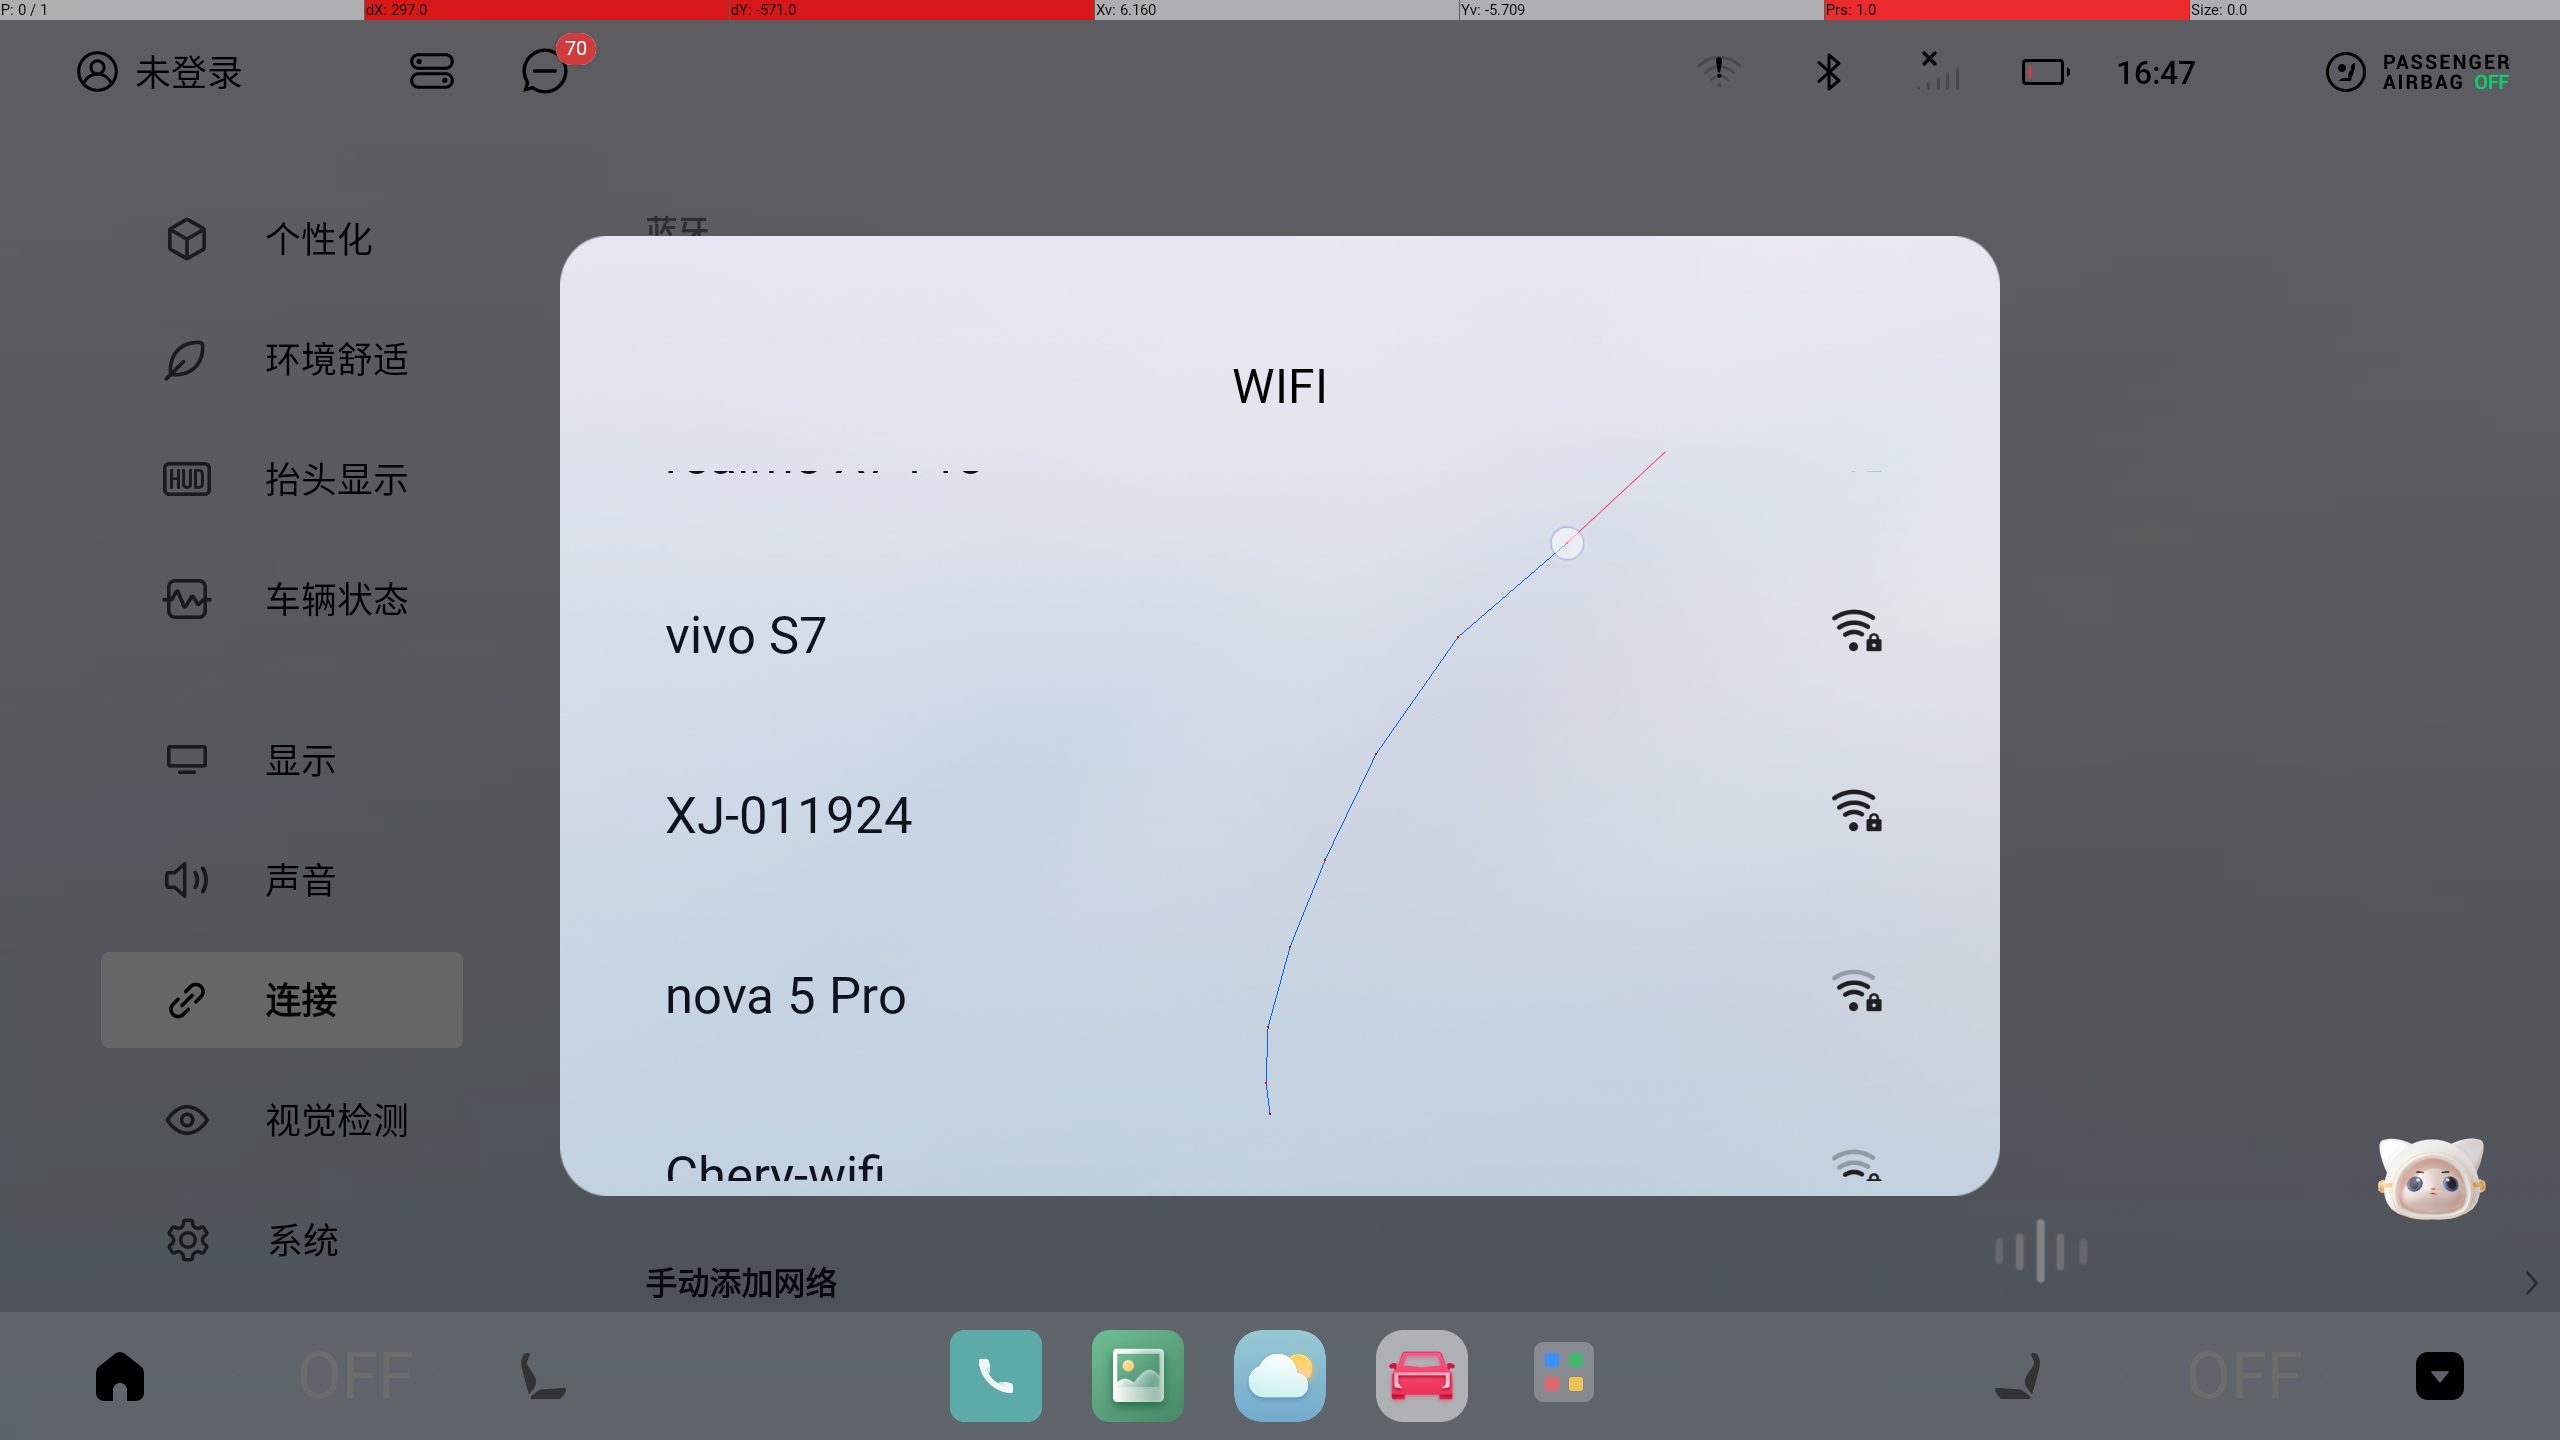 P: 0 / 1
dX: 297.0
dY: -571.0
Xv: 6.160
Yv: -5.709
Prs: 1.0
Size: 0.0
未登录
70
16:47
PASSENGER
AIRBAG OFF
个性化
环境舒适
抬头显示
HUD
车辆状态
显示
声音
连接
视觉检测
系统
蓝牙
WIFI
realme X7 Pro
vivo S7
XJ-011924
nova 5 Pro
Chery-wifi
手动添加网络
OFF
OFF